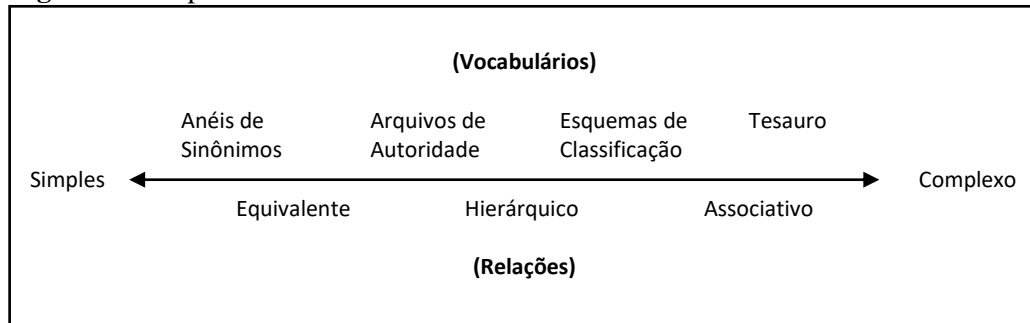 (Vocabulários)
Anéis de Arquivos de Esquemas de Tesauro
Sinônimos Autoridade Classificação
Simples Complexo
Equivalente Hierárquico Associativo
(Relações)